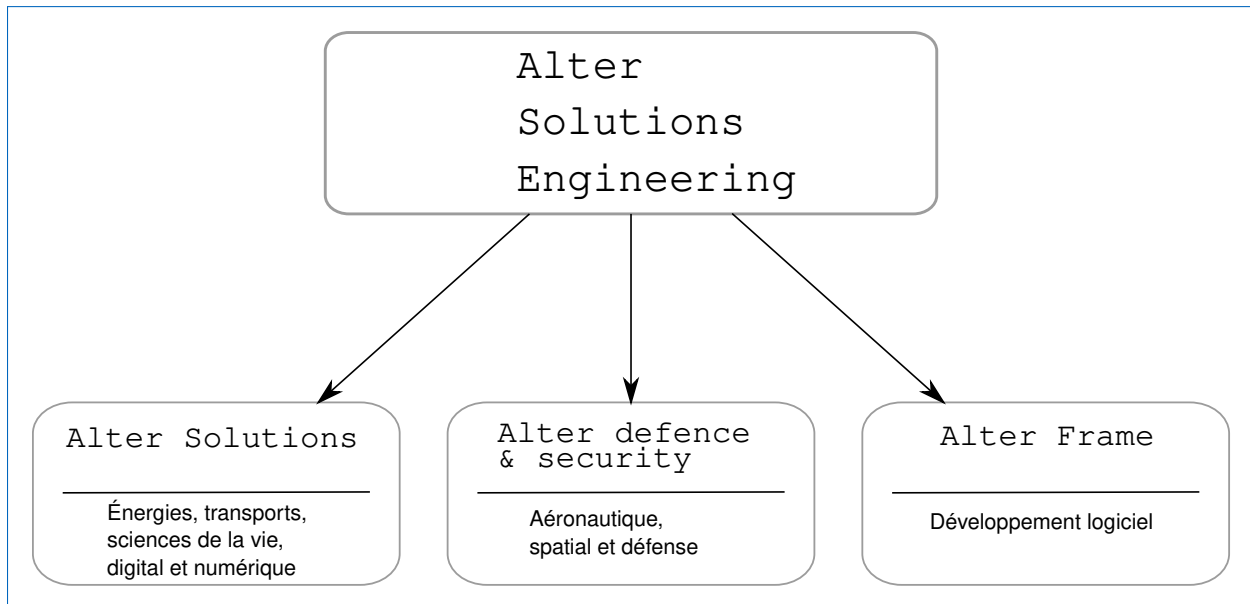 Alter
Solutions
Engineering
Alter Solutions
Énergies, transports,
sciences de la vie,
digital et numérique
Alter defence
& security
Aéronautique,
spatial et défense
Alter Frame
Développement logiciel